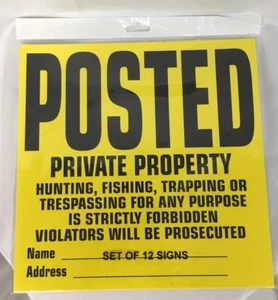 POSTED
PRIVATE PROPERTY
HUNTING, FISHING, TRAPPING OR
TRESPASSING FOR ANY PURPOSE
IS STRICTLY FORBIDDEN
VIOLATORS WILL BE PROSECUTED
Name SET OF 12 SIGNS
Address